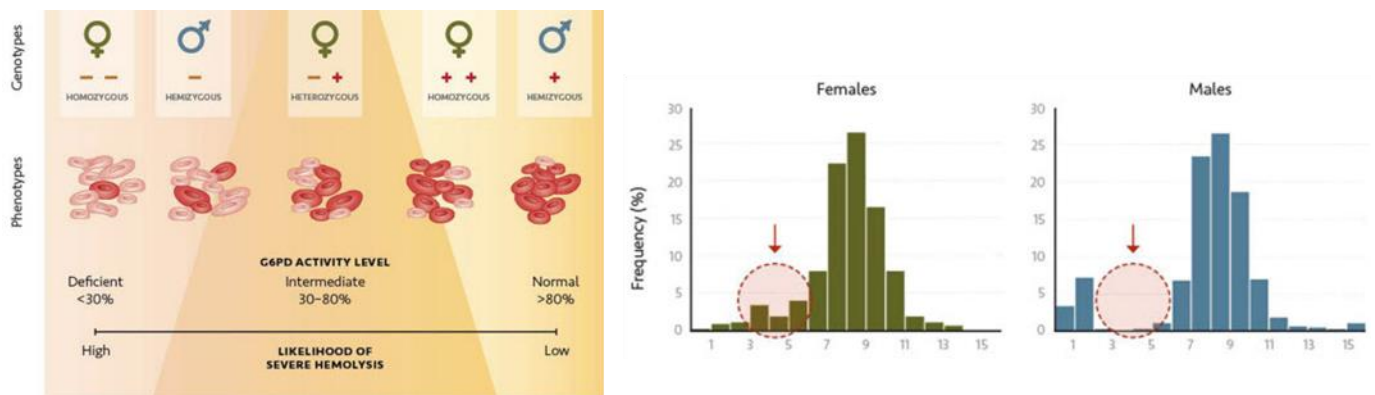 Genotypes
− −
HOMOZYGOUS
−
HEMIZYGOUS
− +
HETEROZYGOUS
+ +
HOMOZYGOUS
+
HEMIZYGOUS
Phenotypes
G6PD ACTIVITY LEVEL
Deficient
<30%
Intermediate
30–80%
Normal
>80%
High
LIKELIHOOD OF
SEVERE HEMOLYSIS
Low
Females
Frequency (%)
30
25
20
15
10
5
0
1 3 5 7 9 11 13 15
Males
30
25
20
15
10
5
0
1 3 5 7 9 11 13 15